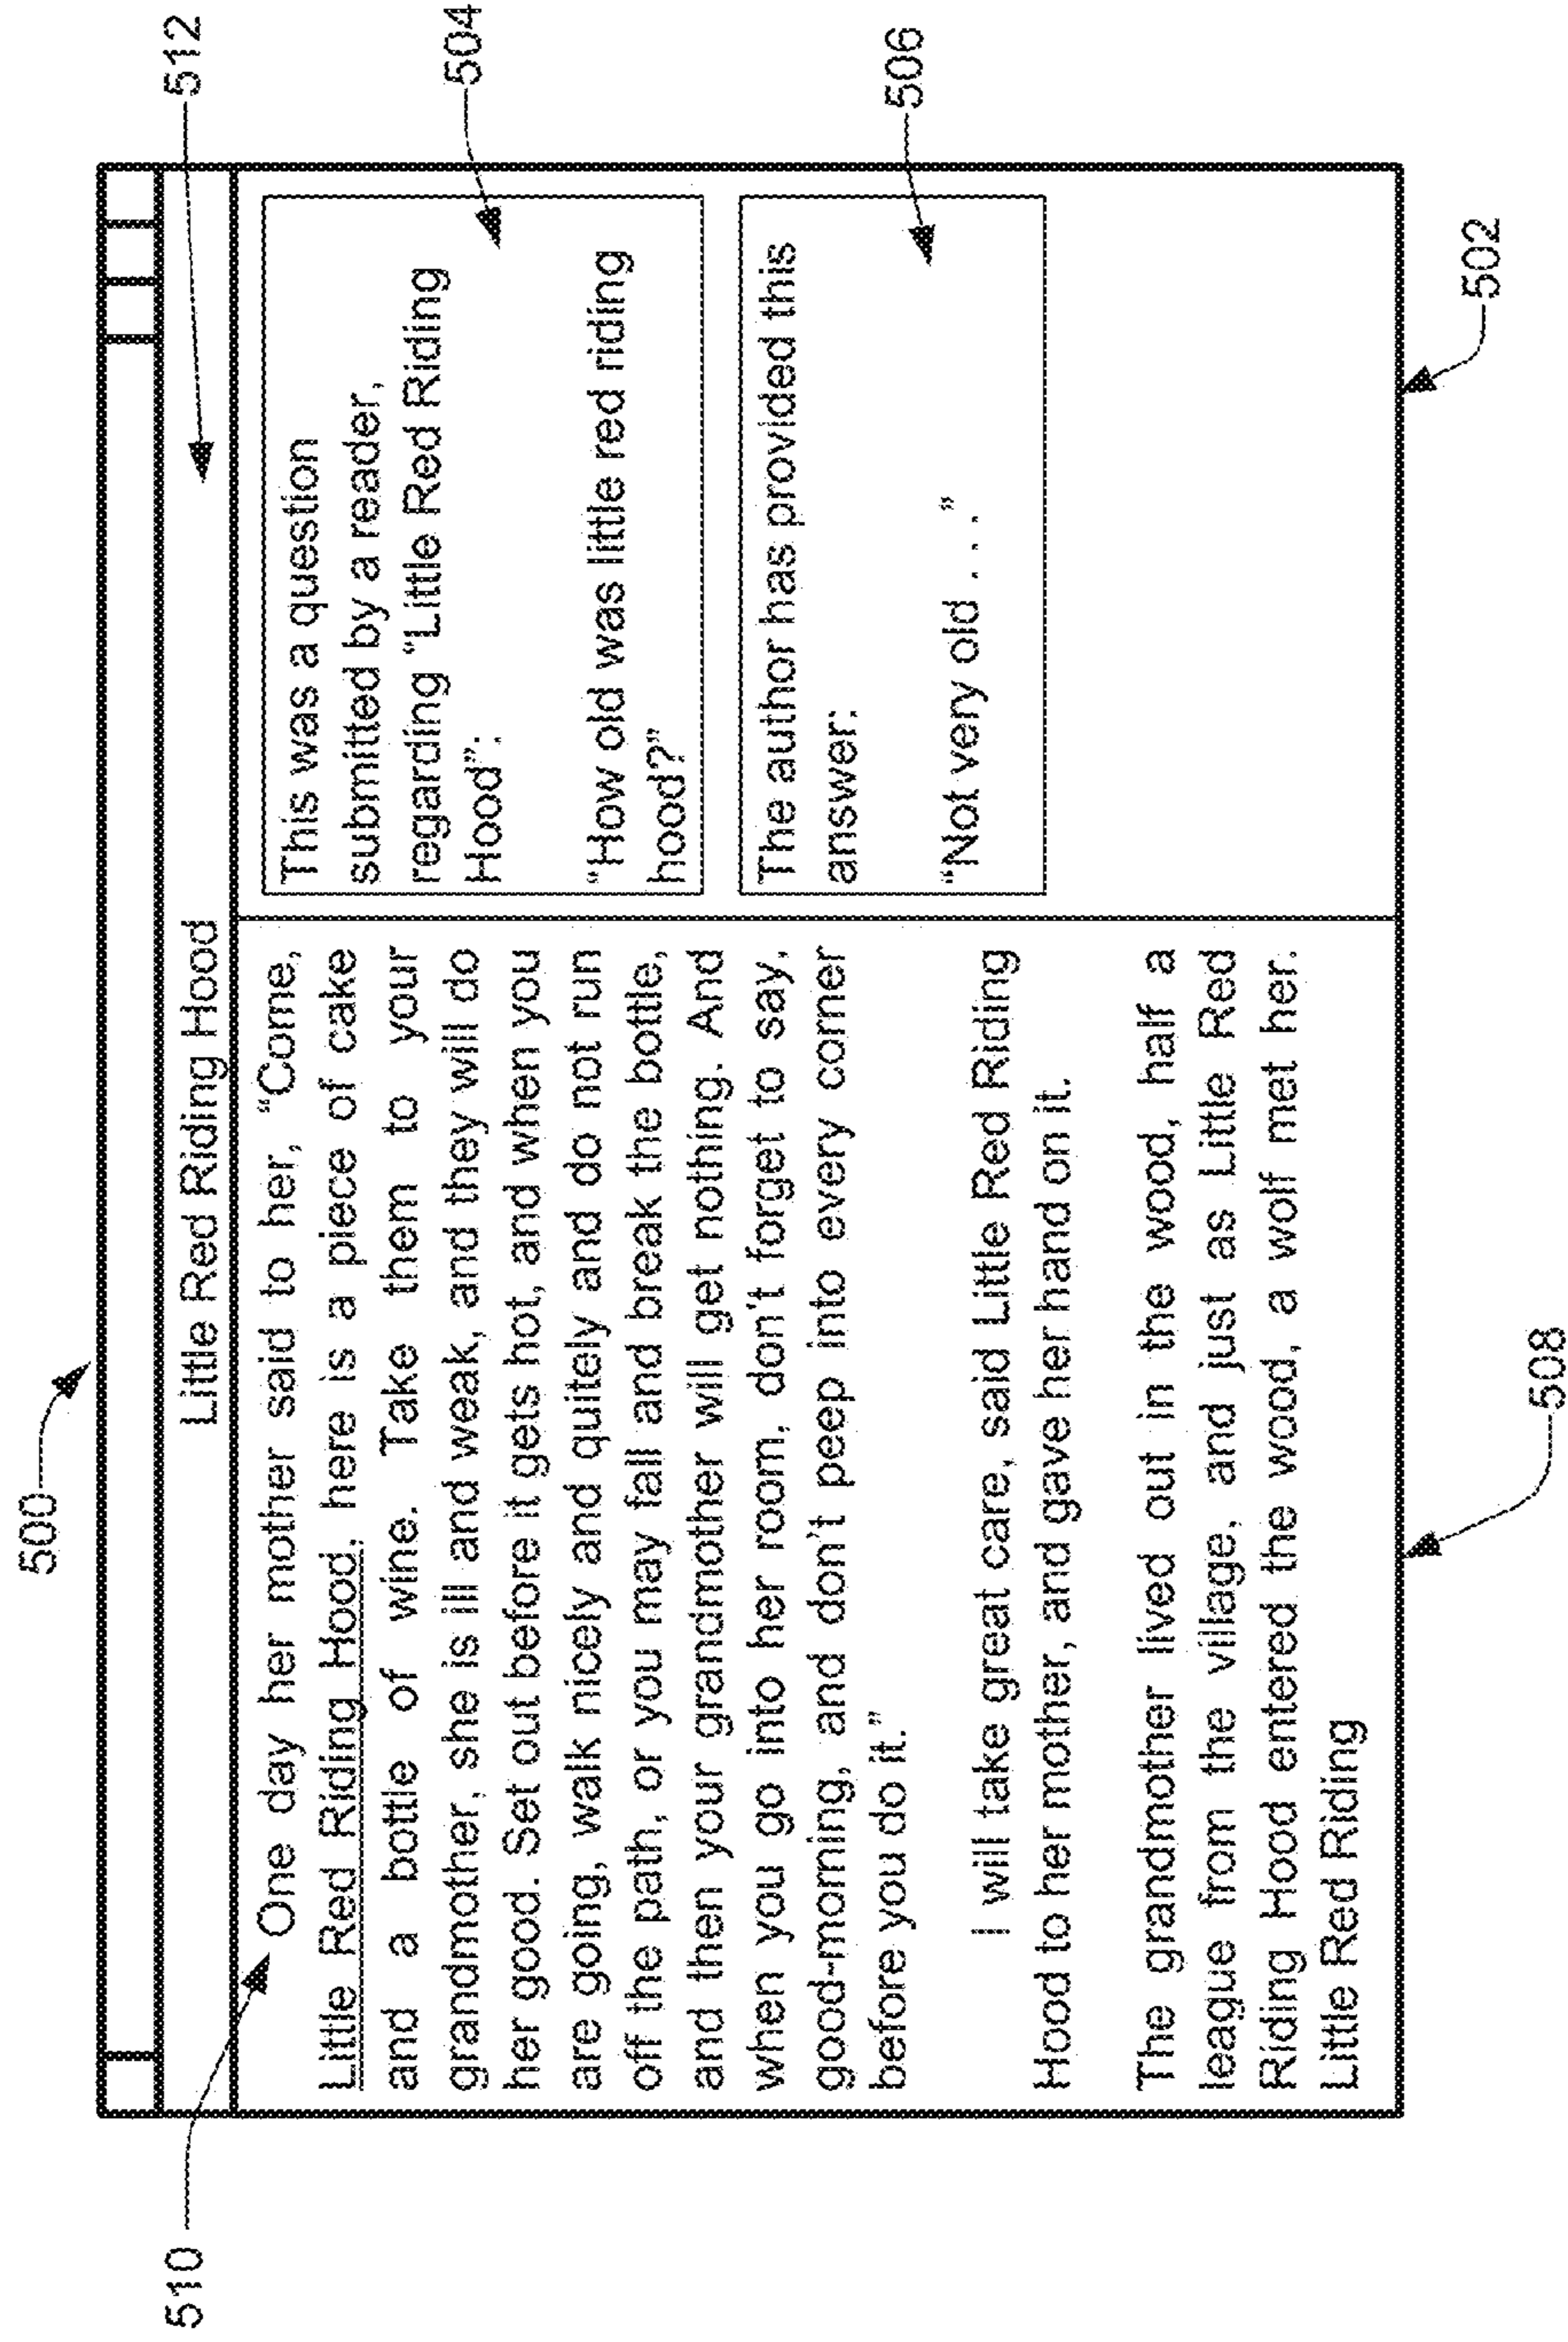 500
512
504
506
502
508
510
Little Red Riding Hood
One day her mother said to her, “Come,
Little Red Riding Hood, here is a piece of cake
and a bottle of wine. Take them to your
grandmother, she is ill and weak, and they will do
her good. Set out before it gets hot, and when you
are going, walk nicely and quitely and do not run
off the path, or you may fall and break the bottle,
and then your grandmother will get nothing. And
when you go into her room, don't forget to say,
good-morning, and don't peep into every corner
before you do it.”
I will take great care, said Little Red Riding
Hood to her mother, and gave her hand on it.
The grandmother lived out in the wood, half a
league from the village, and just as Little Red
Riding Hood entered the wood, a wolf met her.
Little Red Riding
This was a question
submitted by a reader,
regarding “Little Red Riding
Hood”:
“How old was little red riding
hood?”
The author has provided this
answer:
“Not very old . . .”